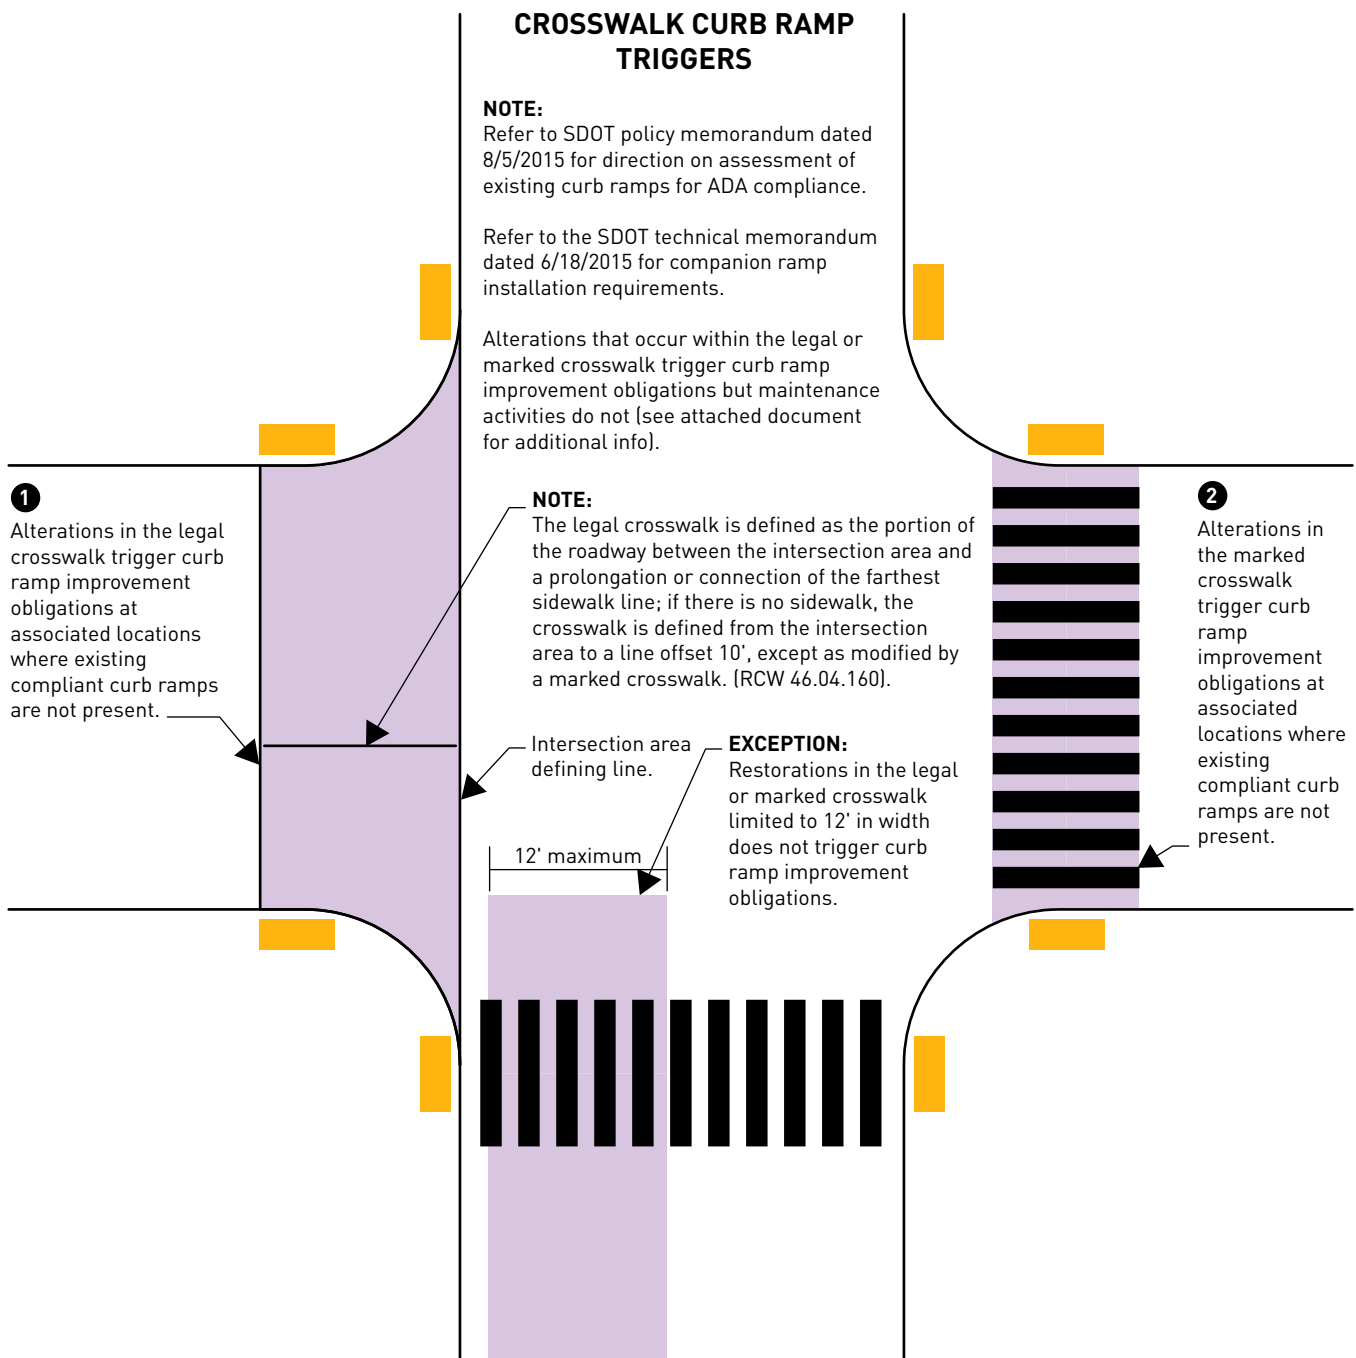 CROSSWALK CURB RAMP
TRIGGERS
NOTE:
Refer to SDOT policy memorandum dated
8/5/2015 for direction on assessment of
existing curb ramps for ADA compliance.
Refer to the SDOT technical memorandum
dated 6/18/2015 for companion ramp
installation requirements.
Alterations that occur within the legal or
marked crosswalk trigger curb ramp
improvement obligations but maintenance
activities do not (see attached document
for additional info).
1
Alterations in the legal
crosswalk trigger curb
ramp improvement
obligations at
associated locations
where existing
compliant curb ramps
are not present.
NOTE:
The legal crosswalk is defined as the portion of
the roadway between the intersection area and
a prolongation or connection of the farthest
sidewalk line; if there is no sidewalk, the
crosswalk is defined from the intersection
area to a line offset 10', except as modified by
a marked crosswalk. (RCW 46.04.160).
Intersection area
defining line.
EXCEPTION:
Restorations in the legal
or marked crosswalk
limited to 12' in width
does not trigger curb
ramp improvement
obligations.
12' maximum
2
Alterations in
the marked
crosswalk
trigger curb
ramp
improvement
obligations at
associated
locations where
existing
compliant curb
ramps are not
present.